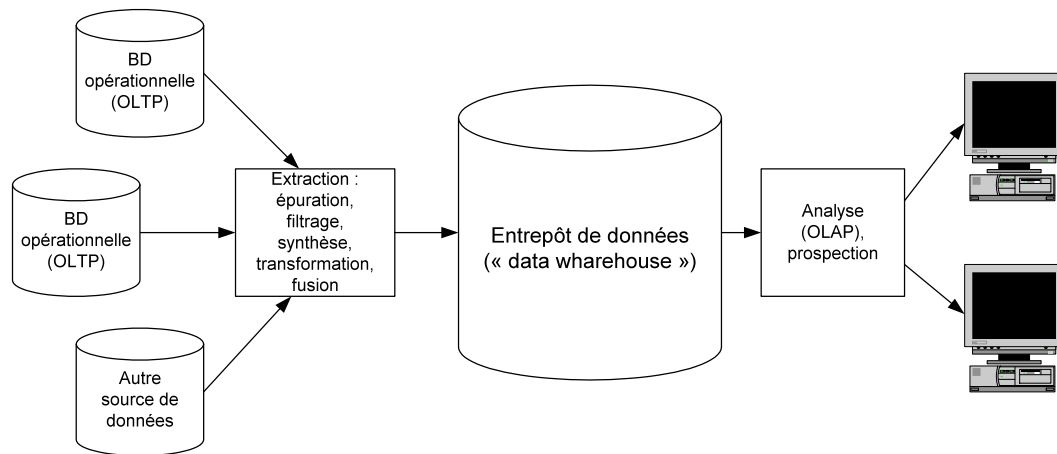 BD
opérationnelle
(OLTP)
BD
opérationnelle
(OLTP)
Autre
source de
données
Extraction :
épuration,
filtrage,
synthèse,
transformation,
fusion
Entrepôt de données
(« data wharehouse »)
Analyse
(OLAP),
prospection